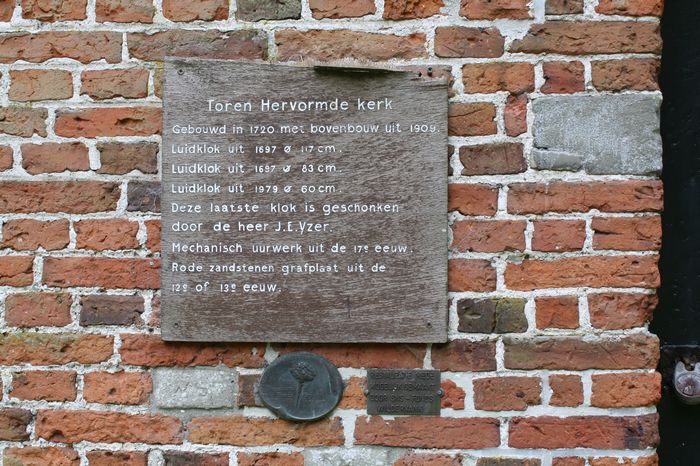 Toren Hervormde kerk
Gebouwd in 1720 met bovenbouw uit 1909.
Luidklok uit 1697 ø 117 cm.
Luidklok uit 1697 ø 83 cm.
Luidklok uit 1979 ø 60 cm.
Deze laatste klok is geschonken
door de heer J.E.Yzer.
Mechanisch uurwerk uit de 17e eeuw.
Rode zandstenen grafplaat uit de
12e of 13e eeuw.